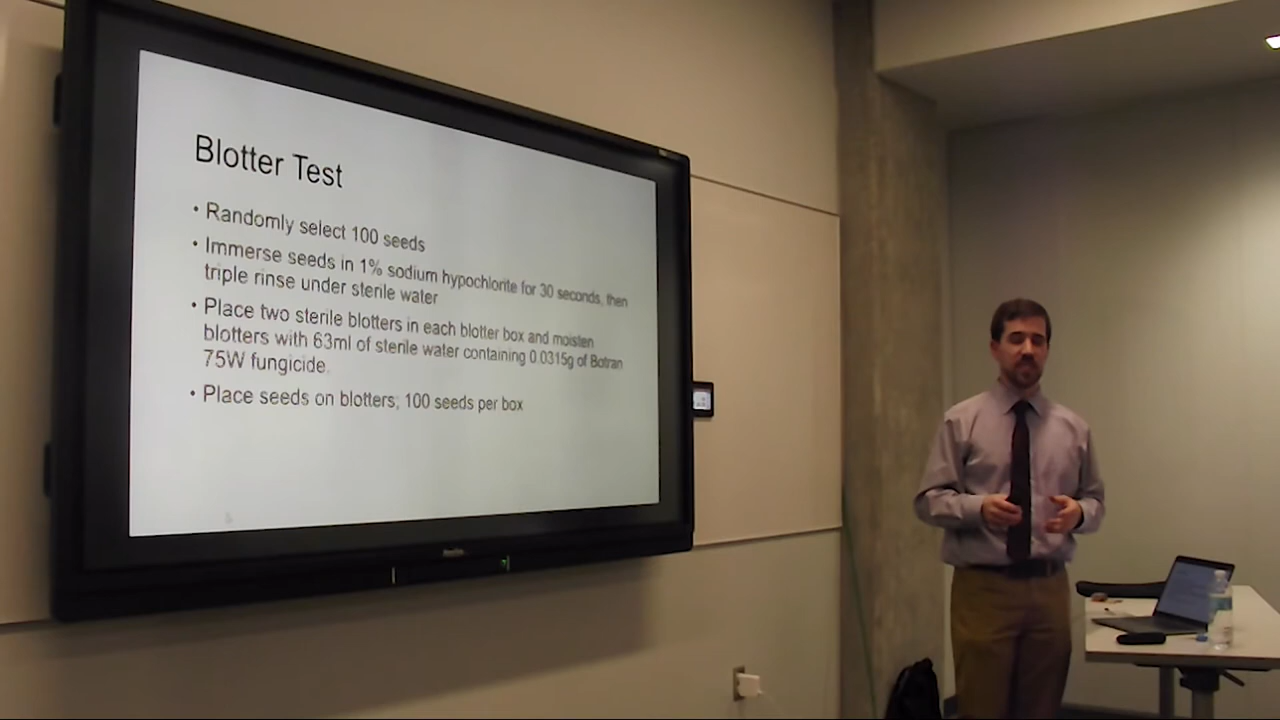 Blotter Test
• Randomly select 100 seeds
• Immerse seeds in 1% sodium hypochlorite for 30 seconds, then
triple rinse under sterile water
• Place two sterile blotters in each blotter box and moisten
blotters with 63ml of sterile water containing 0.0315g of Botran
75W fungicide.
• Place seeds on blotters; 100 seeds per box